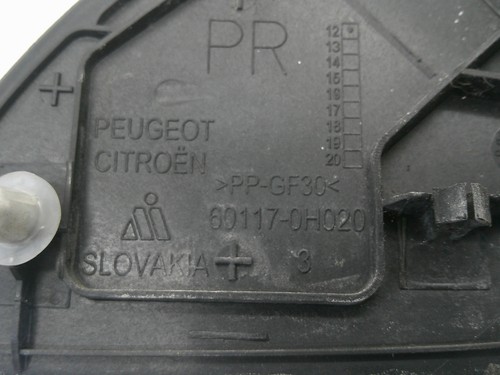 PR
12
13
14
15
16
17
18
19
20
PEUGEOT
CITROËN
>PP-GF30<
60117-0H020
SLOVAKIA
3